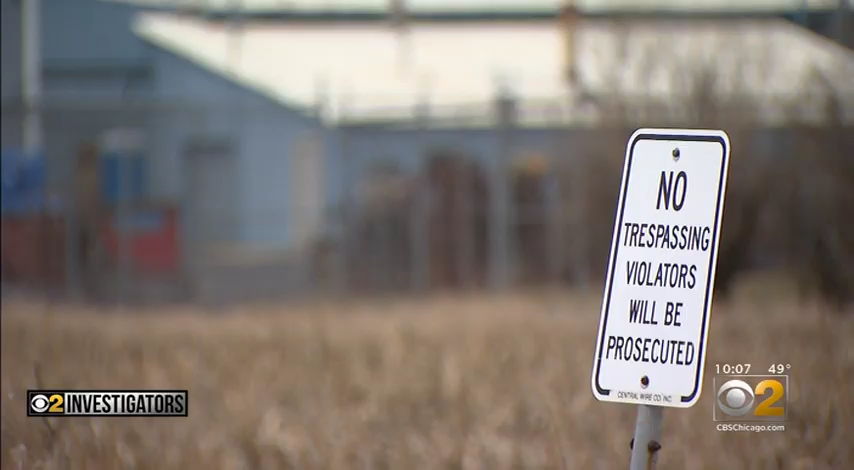 NO
TRESPASSING
VIOLATORS
WILL BE
PROSECUTED
CENTRAL WIRE CO. INC.
2 INVESTIGATORS
10:07 49°
2
CBSChicago.com